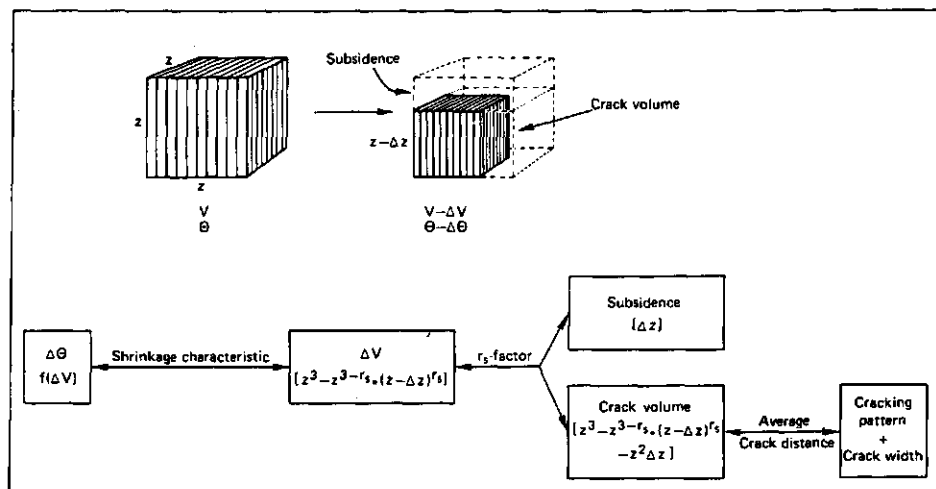 z
Subsidence
Crack volume
z
z–Δz
z
V
Θ
V–ΔV
Θ–ΔΘ
Subsidence
[Δz]
ΔΘ
f(ΔV)
Shrinkage characteristic
ΔV
[z³–z³⁻ʳₛ.(z–Δz)ʳₛ]
rₛ-factor
Crack volume
[z³–z³⁻ʳₛ.(z–Δz)ʳₛ
–z²Δz]
Average
Crack distance
Cracking
pattern
+
Crack width